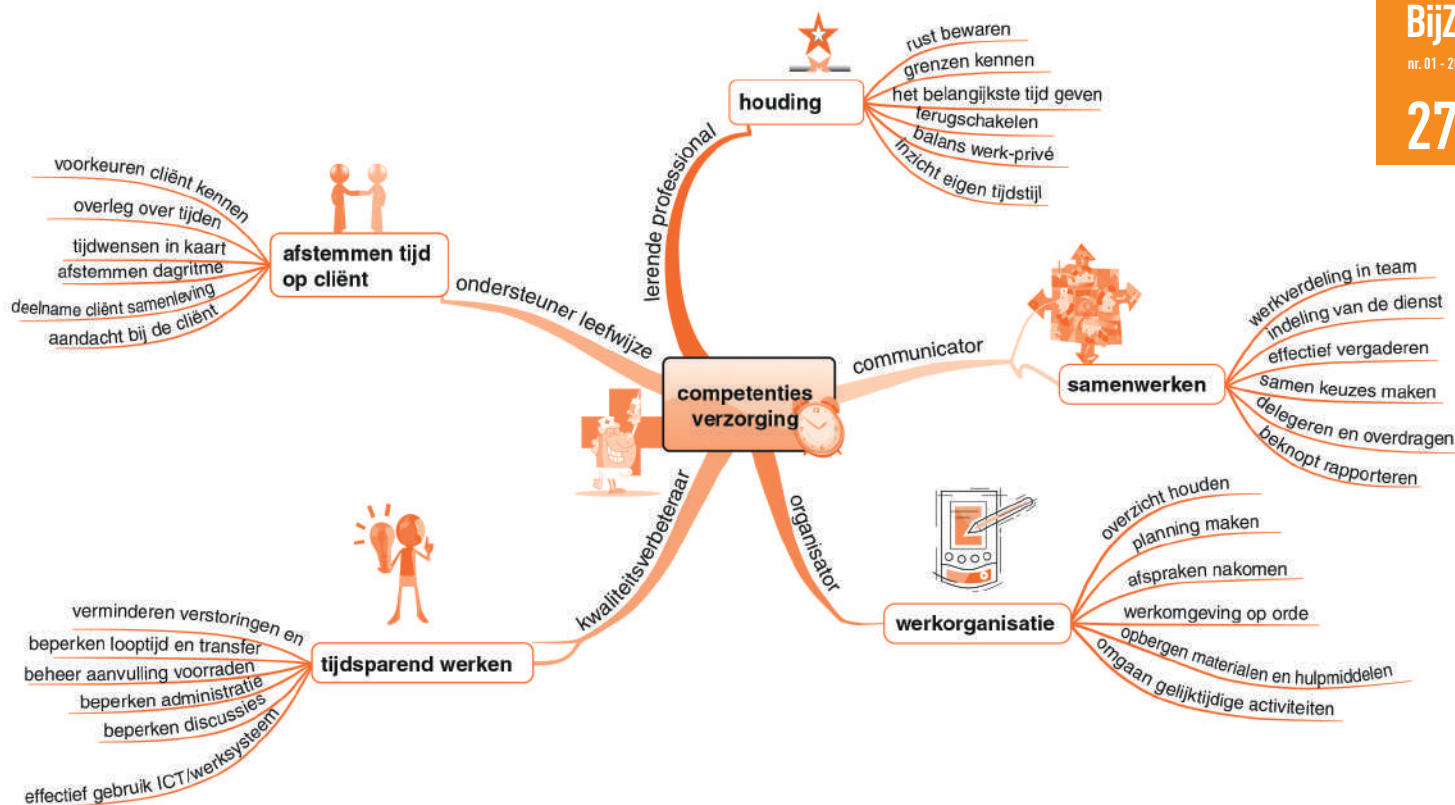 BijZ
nr. 01 - 20
27
competenties
verzorging
lerende professional
houding
rust bewaren
grenzen kennen
het belangijkste tijd geven
terugschakelen
balans werk-privé
inzicht eigen tijdstijl
communicator
samenwerken
werkverdeling in team
indeling van de dienst
effectief vergaderen
samen keuzes maken
delegeren en overdragen
beknopt rapporteren
organisator
werkorganisatie
overzicht houden
planning maken
afspraken nakomen
werkomgeving op orde
opbergen materialen en hulpmiddelen
omgaan gelijktijdige activiteiten
kwaliteitsverbeteraar
tijdsparend werken
verminderen verstoringen en
beperken looptijd en transfer
beheer aanvulling voorraden
beperken administratie
beperken discussies
effectief gebruik ICT/werksysteem
ondersteuner leefwijze
afstemmen tijd
op cliënt
voorkeuren cliënt kennen
overleg over tijden
tijdwensen in kaart
afstemmen dagritme
deelname cliënt samenleving
aandacht bij de cliënt